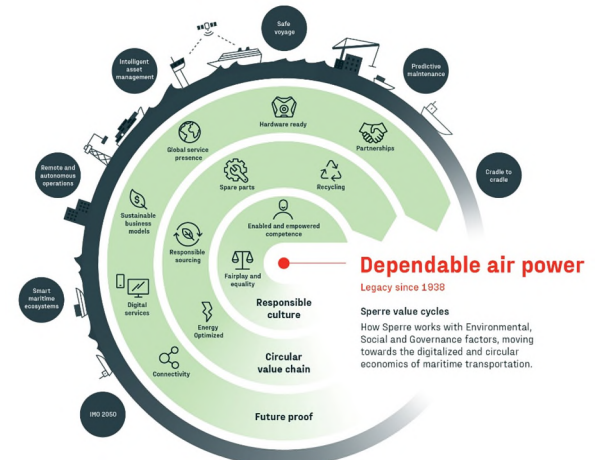 Safe
voyage
Intelligent
asset
management
Predictive
maintenance
Remote and
autonomous
operations
Cradle to
cradle
Smart
maritime
ecosystems
IMO 2050
Hardware ready
Global service
presence
Partnerships
Sustainable
business
models
Digital
services
Connectivity
Future proof
Spare parts
Recycling
Responsible
sourcing
Energy
Optimized
Circular
value chain
Enabled and empowered
competence
Fairplay and
equality
Responsible
culture
Dependable air power
Legacy since 1938
Sperre value cycles
How Sperre works with Environmental,
Social and Governance factors, moving
towards the digitalized and circular
economics of maritime transportation.